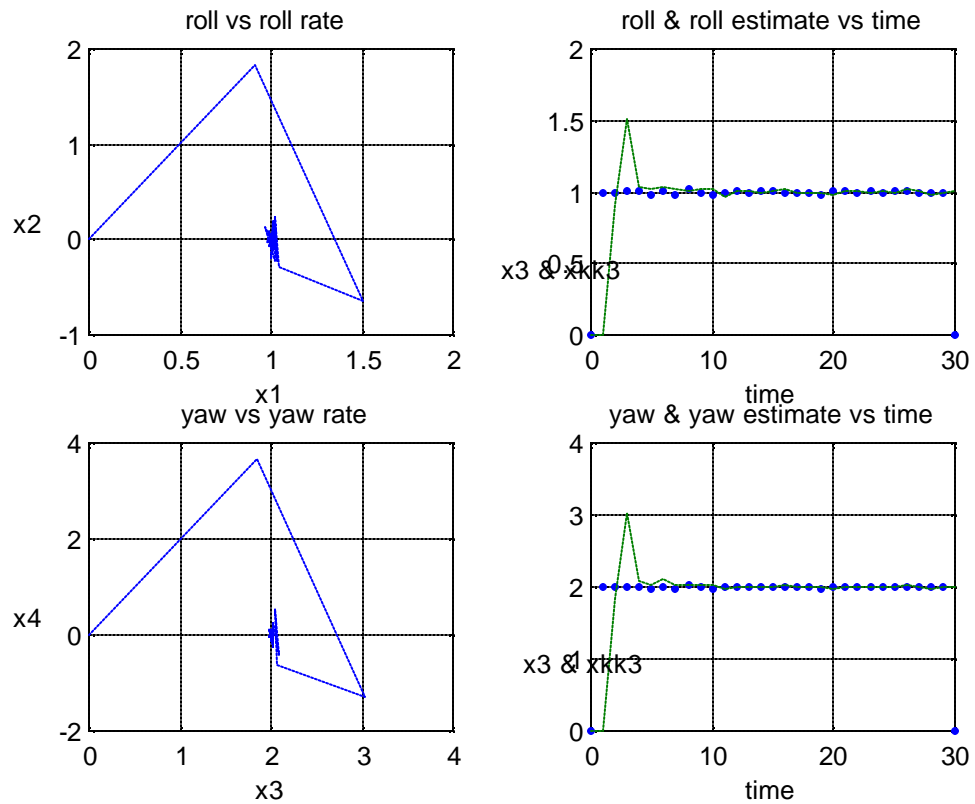 roll vs roll rate
2
1
x2
0
-1
0 0.5 1 1.5 2
x1
roll & roll estimate vs time
2
1.5
1
0.5
x3 & xkk3
0
0 10 20 30
time
yaw vs yaw rate
4
2
x4
0
-2
0 1 2 3 4
x3
yaw & yaw estimate vs time
4
3
2
1
x3 & xkk3
0
0 10 20 30
time